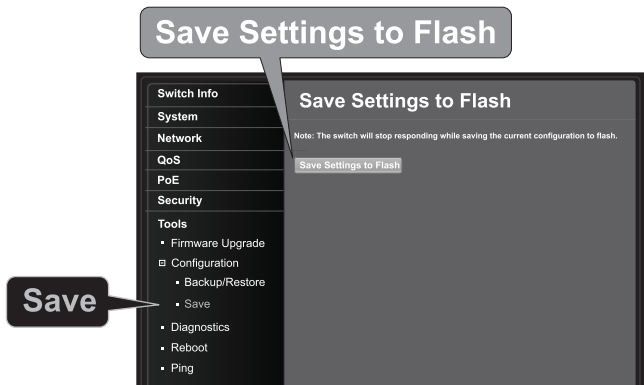 Save Settings to Flash
Switch Info
System
Network
QoS
PoE
Security
Tools
Firmware Upgrade
Configuration
Backup/Restore
Save
Diagnostics
Reboot
Ping
Save Settings to Flash
Note: The switch will stop responding while saving the current configuration to flash.
Save Settings to Flash
Save